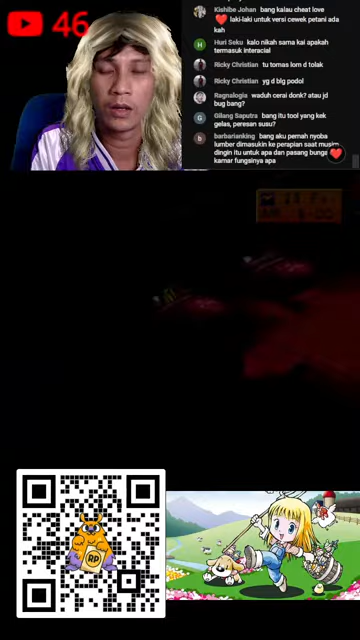 46
Kishibe Johan bang kalau cheat love
❤️ laki-laki untuk versi cewek petani ada
kah
Huri Seku kalo nikah sama kai apakah
termasuk interacial
Ricky Christian tu tomas lom d tolak
Ricky Christian yg d blg podol
Ragnalogia waduh cerai donk? atau jd
bug bang?
Gilang Saputra bang itu tool yang kek
gelas, peresan susu?
barbarianking bang aku pernah nyoba
lumber dimasukin ke perapian saat musim
dingin itu untuk apa dan pasang bunga
kamar fungsinya apa
RP